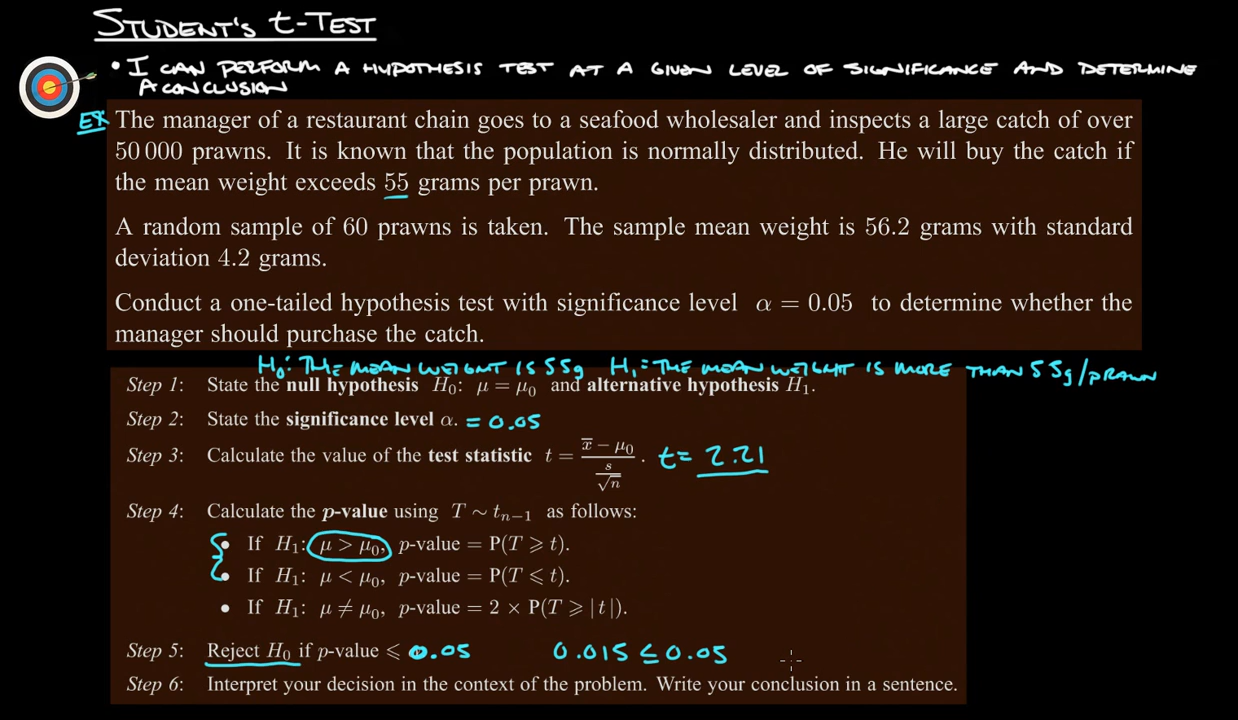 STUDENT'S t-TEST
• I CAN PERFORM A HYPOTHESIS TEST AT A GIVEN LEVEL OF SIGNIFICANCE AND DETERMINE
A CONCLUSION
EX: The manager of a restaurant chain goes to a seafood wholesaler and inspects a large catch of over
50 000 prawns. It is known that the population is normally distributed. He will buy the catch if
the mean weight exceeds 55 grams per prawn.
A random sample of 60 prawns is taken. The sample mean weight is 56.2 grams with standard
deviation 4.2 grams.
Conduct a one-tailed hypothesis test with significance level α = 0.05 to determine whether the
manager should purchase the catch.
H₀: THE MEAN WEIGHT IS 55g H₁: THE MEAN WEIGHT IS MORE THAN 55g/PRAWN
Step 1: State the null hypothesis H₀: μ = μ₀ and alternative hypothesis H₁.
Step 2: State the significance level α. = 0.05
Step 3: Calculate the value of the test statistic t = (x̅ − μ₀)/(s/√n). t = 2.21
Step 4: Calculate the p-value using T ∼ tₙ₋₁ as follows:
• If H₁: μ > μ₀, p-value = P(T ⩾ t).
• If H₁: μ < μ₀, p-value = P(T ⩽ t).
• If H₁: μ ≠ μ₀, p-value = 2 × P(T ⩾ | t |).
Step 5: Reject H₀ if p-value ⩽ 0.05 0.015 ≤ 0.05
Step 6: Interpret your decision in the context of the problem. Write your conclusion in a sentence.